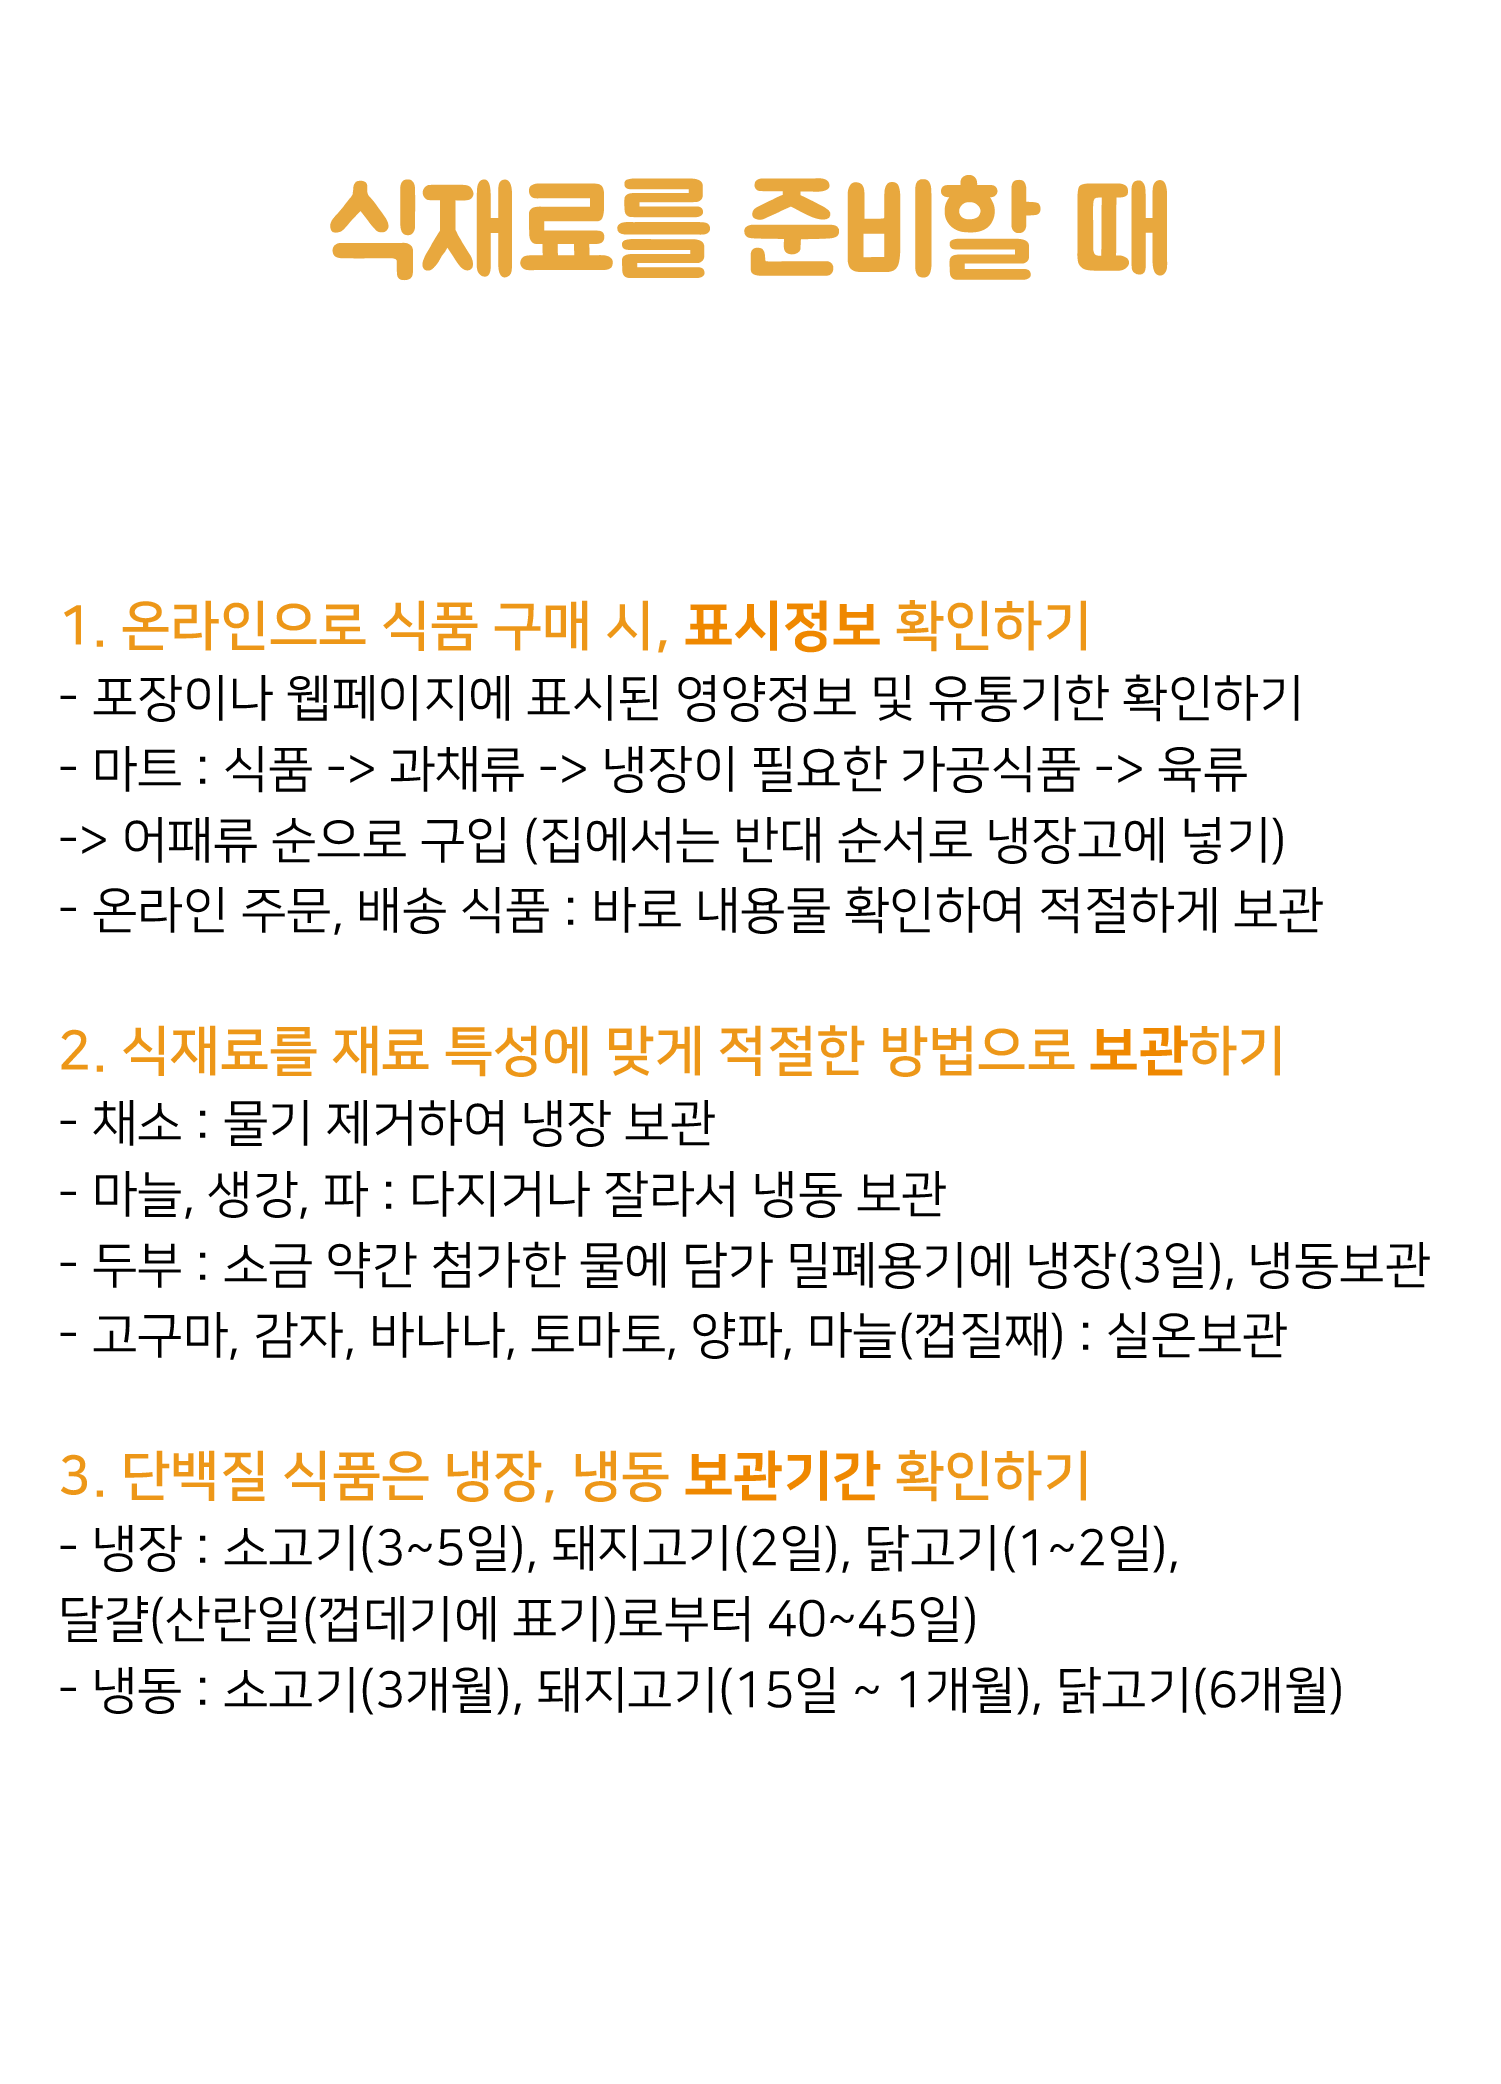 식재료를 준비할 때
1. 온라인으로 식품 구매 시, 표시정보 확인하기
- 포장이나 웹페이지에 표시된 영양정보 및 유통기한 확인하기
- 마트 : 식품 -> 과채류 -> 냉장이 필요한 가공식품 -> 육류
-> 어패류 순으로 구입 (집에서는 반대 순서로 냉장고에 넣기)
- 온라인 주문, 배송 식품 : 바로 내용물 확인하여 적절하게 보관
2. 식재료를 재료 특성에 맞게 적절한 방법으로 보관하기
- 채소 : 물기 제거하여 냉장 보관
- 마늘, 생강, 파 : 다지거나 잘라서 냉동 보관
- 두부 : 소금 약간 첨가한 물에 담가 밀폐용기에 냉장(3일), 냉동보관
- 고구마, 감자, 바나나, 토마토, 양파, 마늘(껍질째) : 실온보관
3. 단백질 식품은 냉장, 냉동 보관기간 확인하기
- 냉장 : 소고기(3~5일), 돼지고기(2일), 닭고기(1~2일),
달걀(산란일(껍데기에 표기)로부터 40~45일)
- 냉동 : 소고기(3개월), 돼지고기(15일 ~ 1개월), 닭고기(6개월)